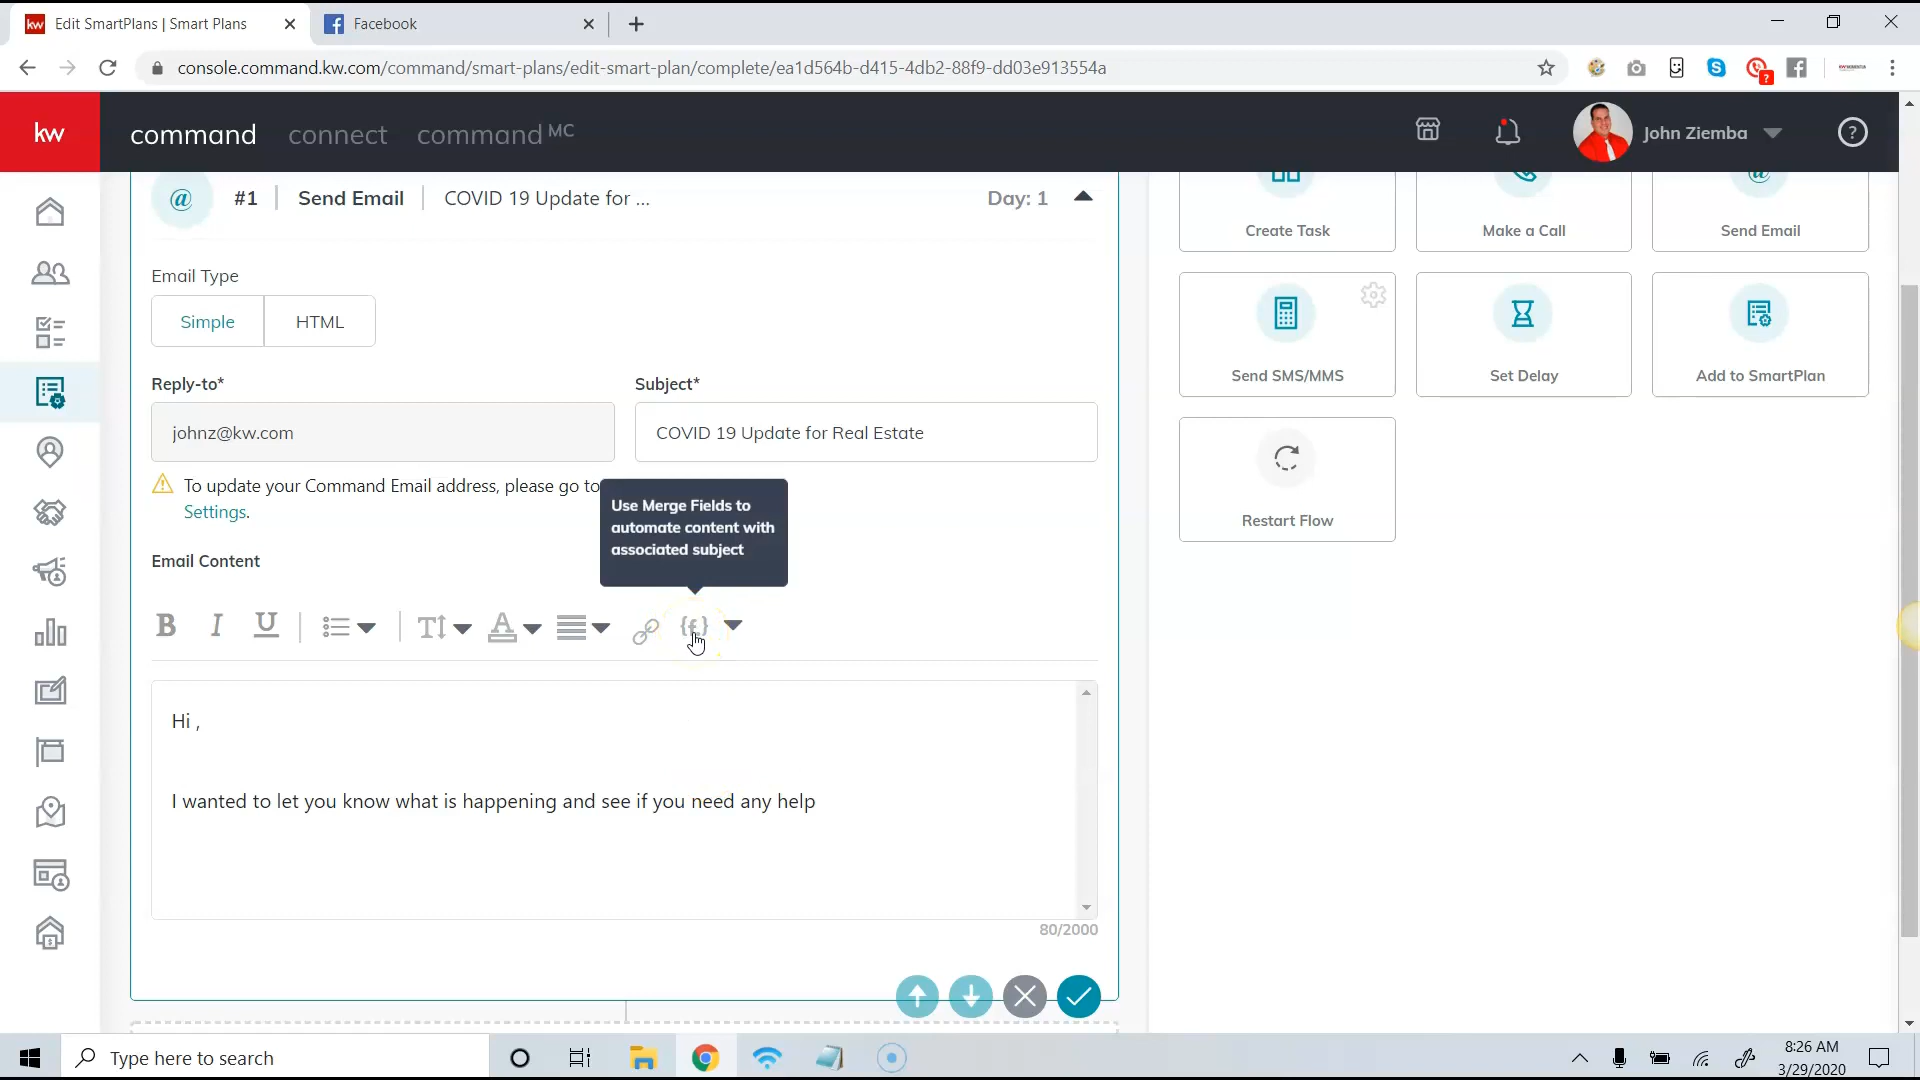 kw Edit SmartPlans | Smart Plans
Facebook
console.command.kw.com/command/smart-plans/edit-smart-plan/complete/ea1d564b-d415-4db2-88f9-dd03e913554a
kw
command
connect
command MC
John Ziemba
#1
Send Email
COVID 19 Update for ...
Day: 1
Create Task
Make a Call
Send Email
Email Type
Simple
HTML
Send SMS/MMS
Set Delay
Add to SmartPlan
Reply-to*
Subject*
johnz@kw.com
COVID 19 Update for Real Estate
To update your Command Email address, please go to
Settings.
Use Merge Fields to
automate content with
associated subject
Restart Flow
Email Content
B I U
Hi ,
I wanted to let you know what is happening and see if you need any help
80/2000
Type here to search
8:26 AM
3/29/2020